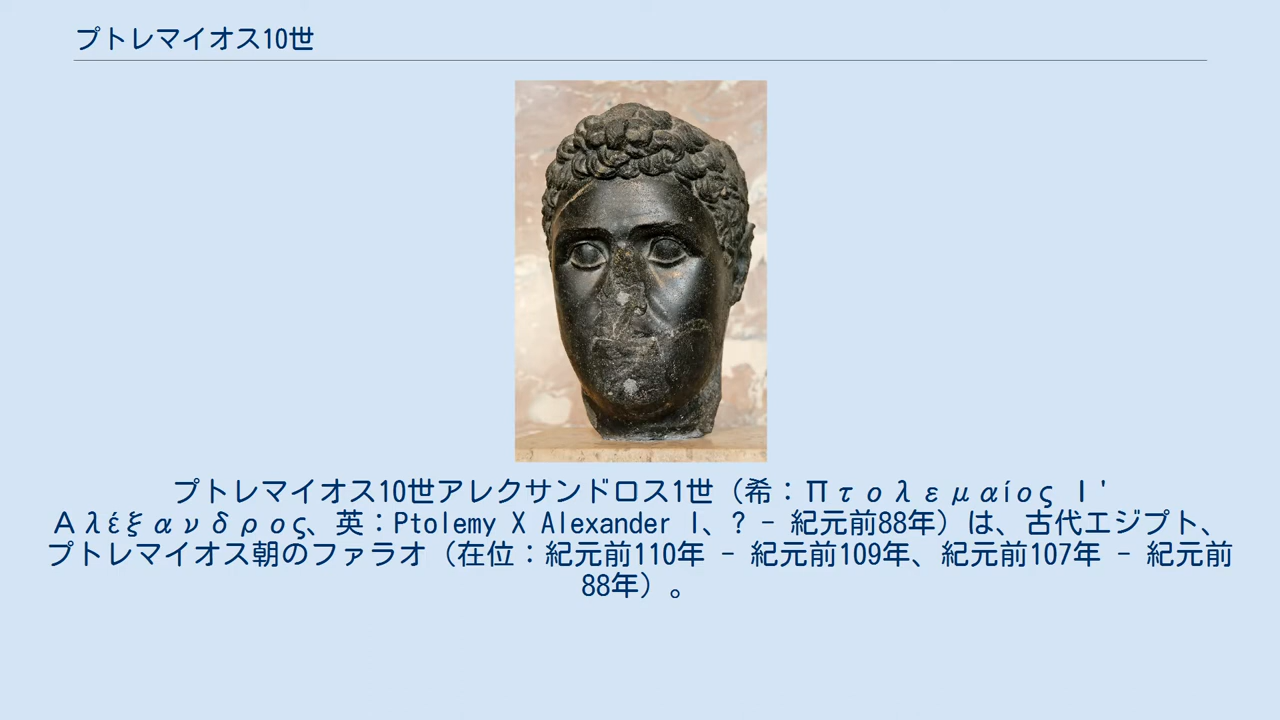 プトレマイオス10世
プトレマイオス10世アレクサンドロス1世（希：Πτολεμαίος Ι'
Αλέξανδρος、英：Ptolemy X Alexander I、? - 紀元前88年）は、古代エジプト、
プトレマイオス朝のファラオ（在位：紀元前110年 - 紀元前109年、紀元前107年 - 紀元前
88年）。